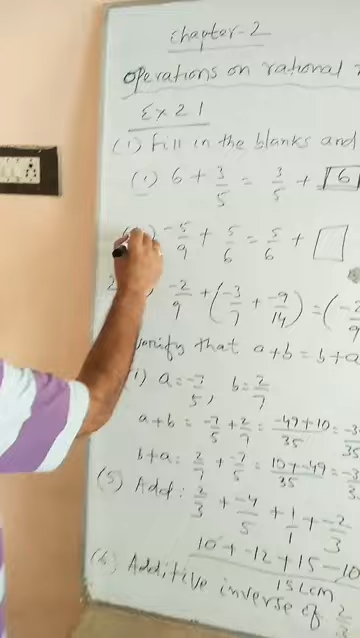 chapter-2
operations on rational
Ex 2 1
(1) Fill in the blanks and
(1) 6 + 3/5 = 3/5 + 6
-5/9 + 5/6 = 5/6 +
-2/9 + (-3/7 + -9/14) = (-2/9
verify that a+b = b+a
1) a = -7/5, b = 2/7
a+b = -7/5 + 2/7 = -49+10/35 = -3
b+a = 2/7 + -7/5 = 10+-49/35 = -3
(5) Add: 2/3 + -4/5 + 1/1 + -2/3
10 + -12 + 15 -10
15 LCM
(6) Additive inverse of 2